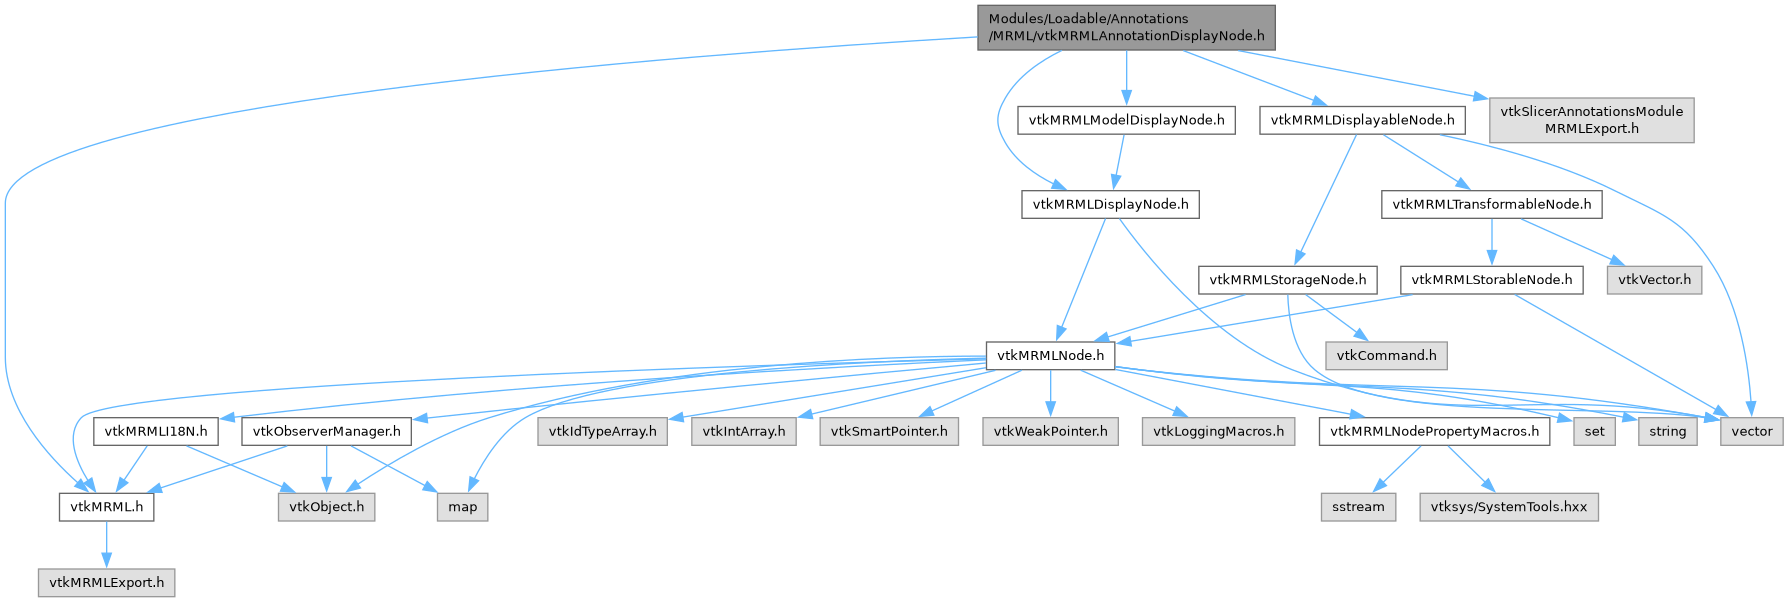 Modules/Loadable/Annotations
/MRML/vtkMRMLAnnotationDisplayNode.h
vtkMRMLModelDisplayNode.h
vtkMRMLDisplayableNode.h
vtkSlicerAnnotationsModule
MRMLExport.h
vtkMRMLDisplayNode.h
vtkMRMLTransformableNode.h
vtkMRMLStorageNode.h
vtkMRMLStorableNode.h
vtkVector.h
vtkMRMLNode.h
vtkCommand.h
vtkMRMLI18N.h
vtkObserverManager.h
vtkIdTypeArray.h
vtkIntArray.h
vtkSmartPointer.h
vtkWeakPointer.h
vtkLoggingMacros.h
vtkMRMLNodePropertyMacros.h
set
string
vector
vtkMRML.h
vtkObject.h
map
sstream
vtksys/SystemTools.hxx
vtkMRMLExport.h